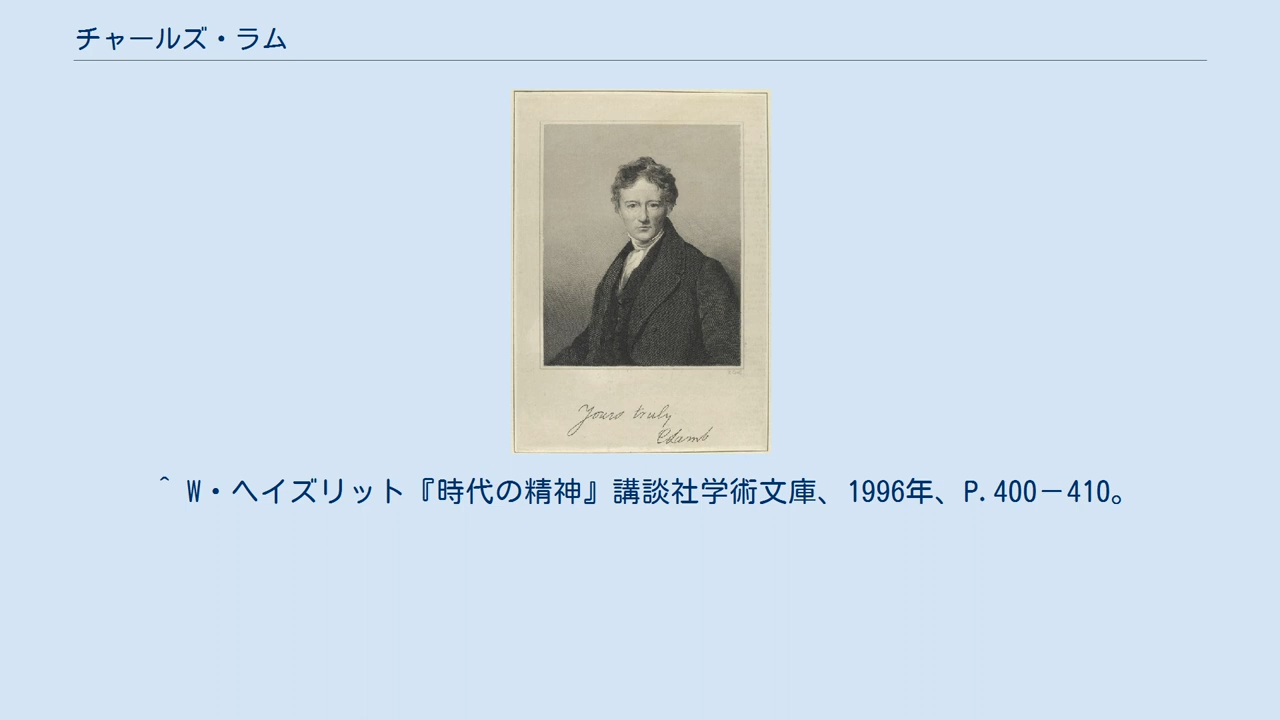 チャールズ・ラム
Yours truly
C Lamb
^ W・ヘイズリット『時代の精神』講談社学術文庫、1996年、P.400－410。